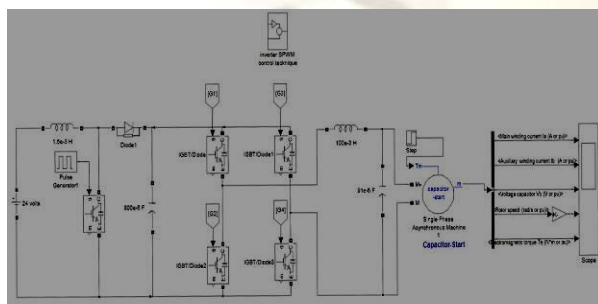 inverter SPWM
control technique
[G1]
[G3]
1.5e-3 H
Diode1
IGBT/Diode
IGBT/Diode1
100e-3 H
Step
Pulse
Generator1
800e-6 F
24 volts
[G2]
[G4]
IGBT/Diode2
IGBT/Diode3
Tm
M+
M-
capacitor
-start
m
Single Phase
Asynchronous Machine
1
Capacitor-Start
<Main winding current Ia (A or pu)>
<Auxiliary winding current Ib (A or pu)>
<Voltage capacitor Vc (V or pu)>
<Rotor speed (rad/s or pu)>
<Electromagnetic torque Te (N*m or pu)>
Scope